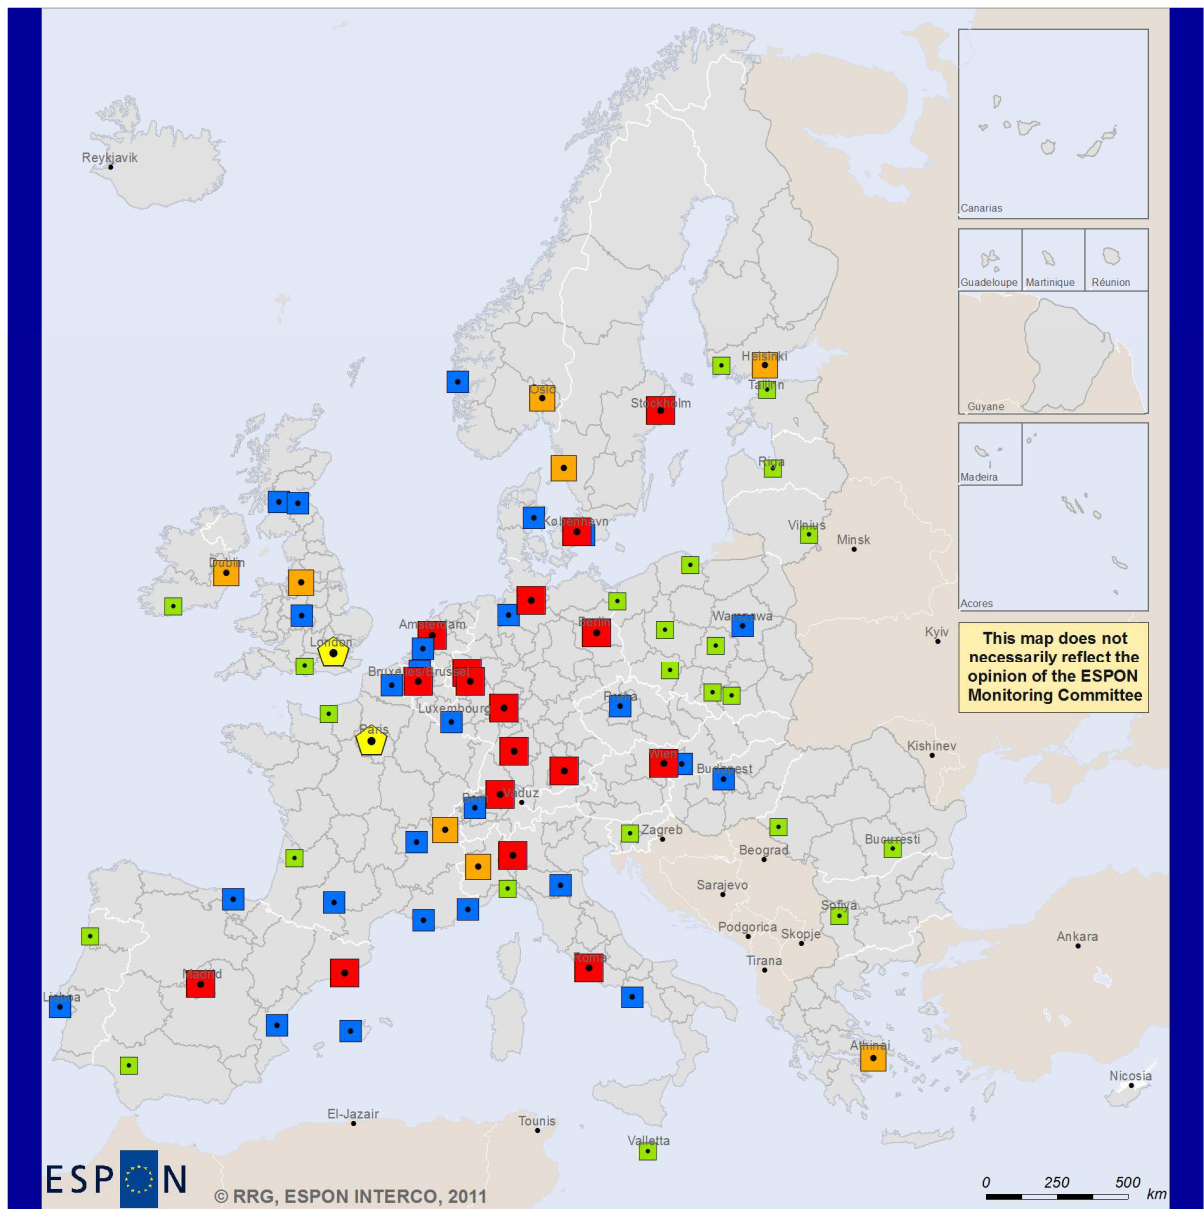 Reykjavik
Canarias
Guadeloupe
Martinique
Réunion
Guyane
Madeira
Acores
Helsinki
Tallinn
Oslo
Stockholm
Riga
København
Vilnius
Minsk
Dublin
Amsterdam
Berlin
Warszawa
London
Kyiv
This map does not
necessarily reflect the
opinion of the ESPON
Monitoring Committee
Bruxelles/Brussel
Luxembourg
Praha
Paris
Wien
Budapest
Kishinev
Vaduz
Zagreb
Beograd
Bucuresti
Sarajevo
Sofiya
Podgorica
Skopje
Tirana
Ankara
Madrid
Roma
Lisboa
Athinai
Nicosia
El-Jazair
Tounis
Valletta
ESPON
© RRG, ESPON INTERCO, 2011
0 250 500
km